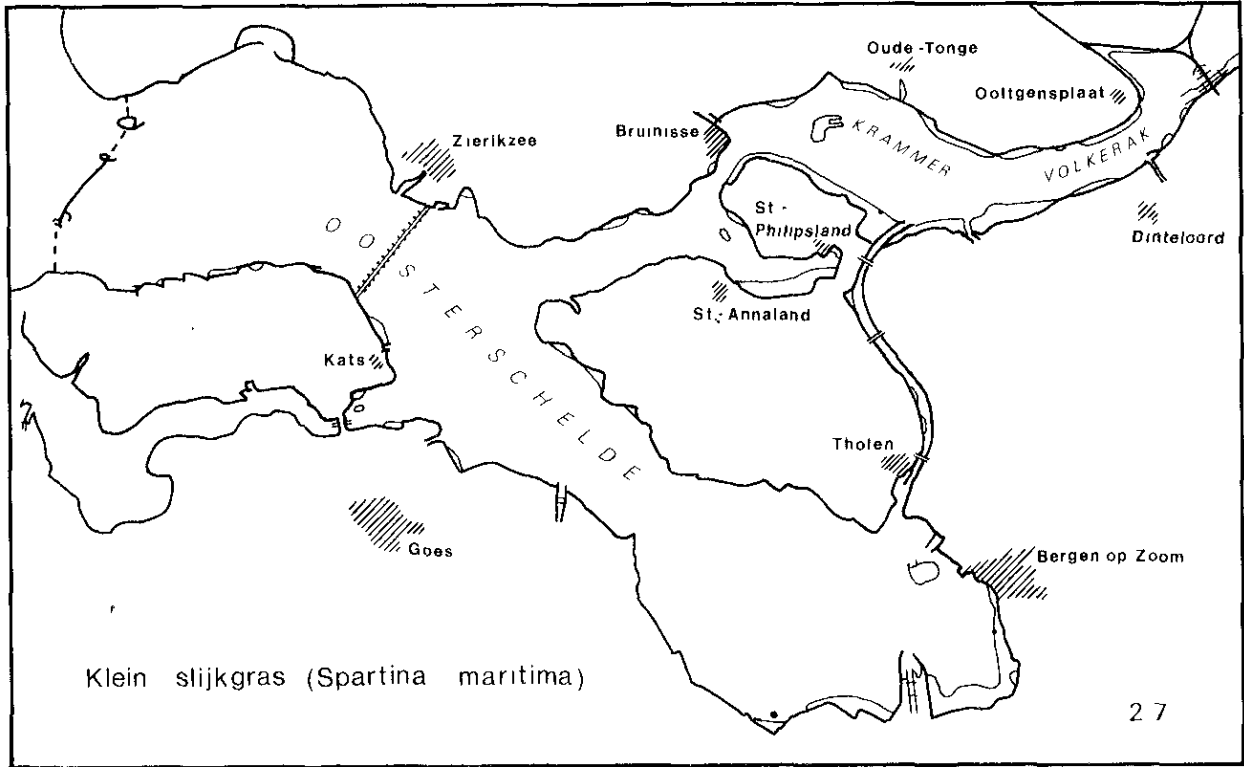 Oude-Tonge
Ooltgensplaat
Zierikzee
Bruinisse
KRAMMER
VOLKERAK
St-
Philipsland
Dinteloord
OOSTERSCHELDE
St.-Annaland
Kats
Tholen
Goes
Bergen op Zoom
Klein slijkgras (Spartina maritima)
27